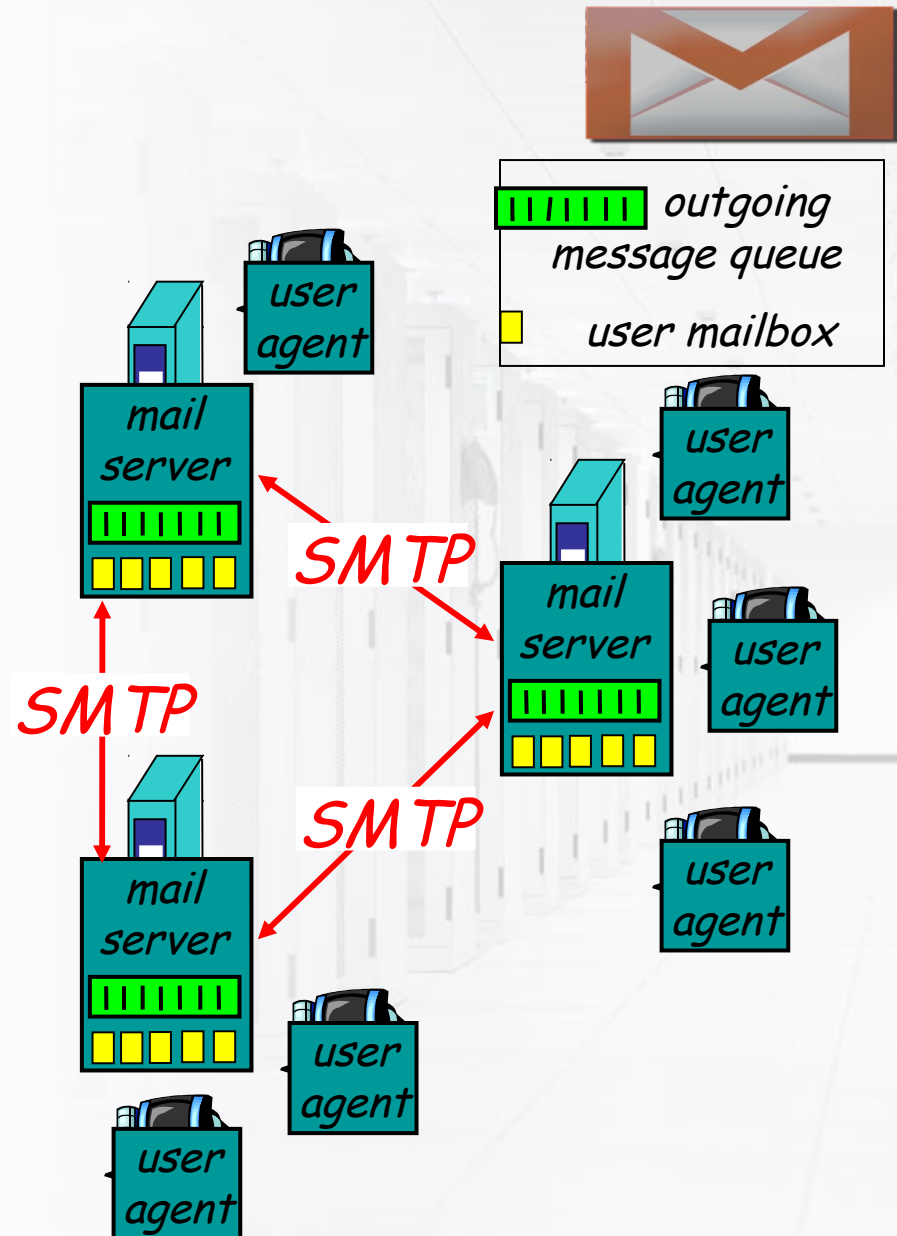 outgoing
message queue
user mailbox
user
agent
mail
server
SMTP
user
agent
mail
server
user
agent
SMTP
SMTP
mail
server
user
agent
user
agent
user
agent